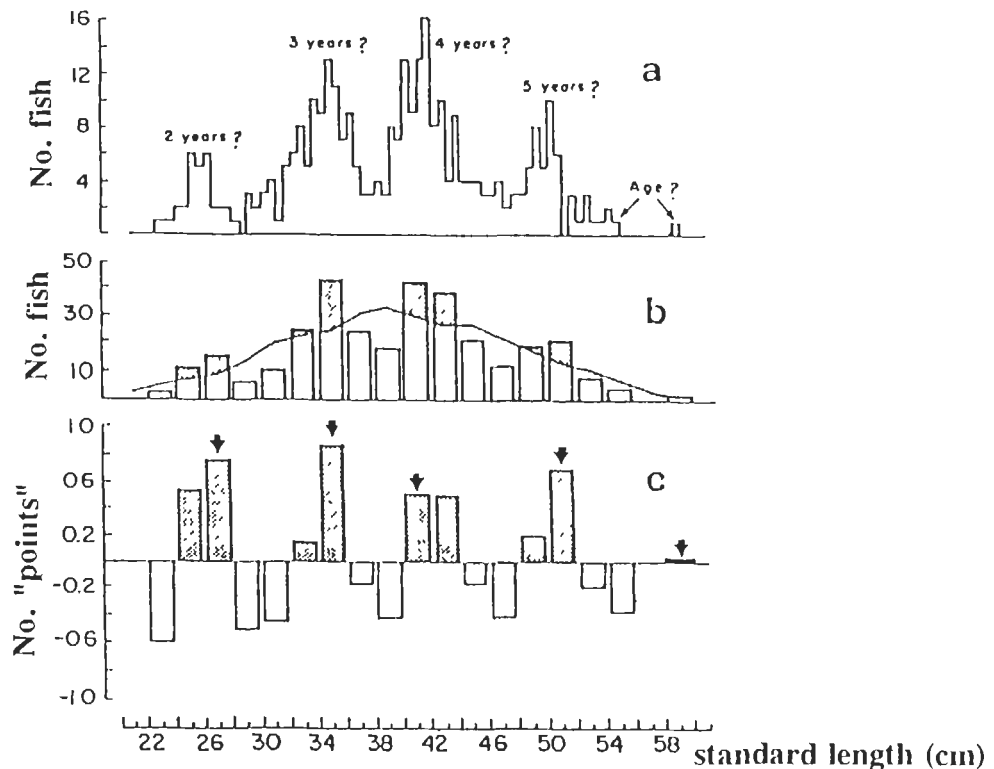 16
12
8
4
No. fish
2 years ?
3 years ?
4 years ?
5 years ?
Age ?
a
50
30
10
No. fish
b
1 0
0 6
0.2
-0.2
-0 6
-1 0
No. "points"
c
22 26 30 34 38 42 46 50 54 58 standard length (cm)